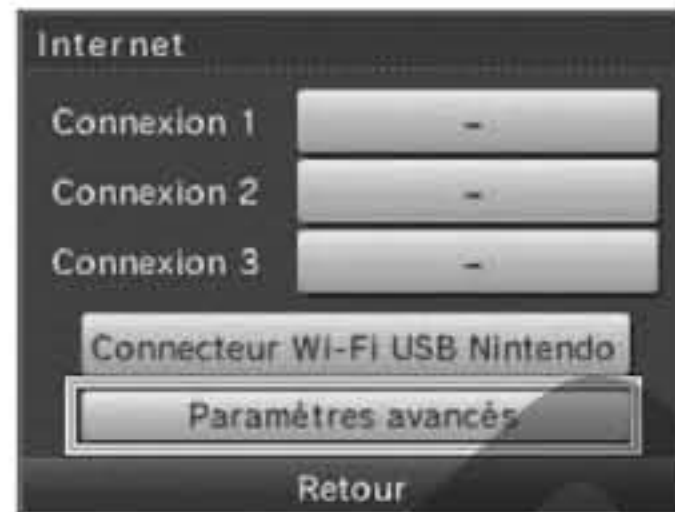 Internet
Connexion 1 -
Connexion 2 -
Connexion 3 -
Connecteur Wi-Fi USB Nintendo
Paramètres avancés
Retour